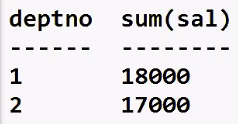 deptno  sum(sal)
------  --------
1       18000
2       17000